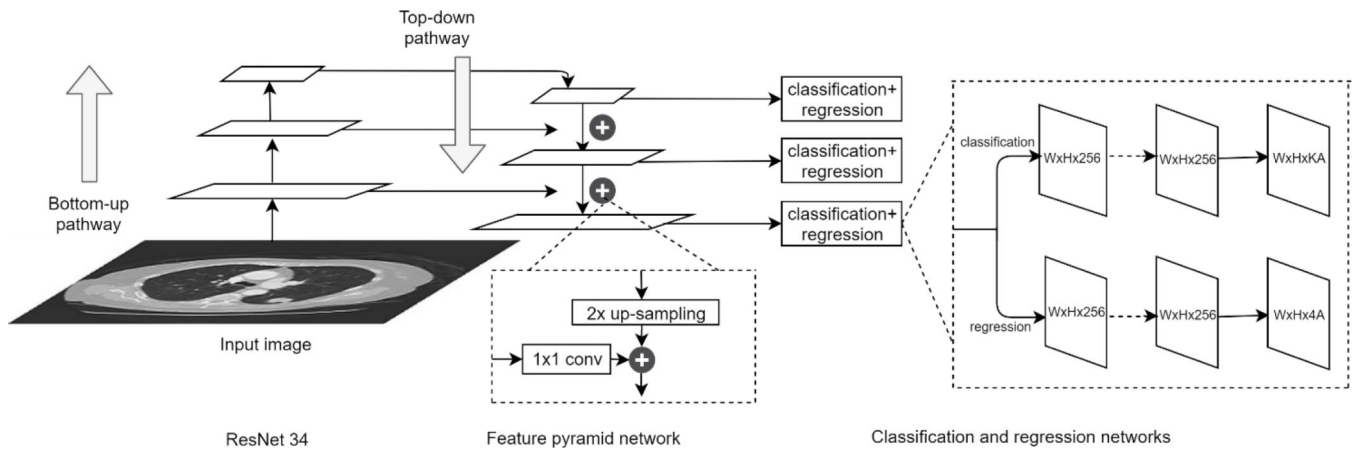 Top-down
pathway
Bottom-up
pathway
Input image
classification+
regression
classification+
regression
classification+
regression
2x up-sampling
1x1 conv
classification
WxHx256
WxHx256
WxHxKA
regression
WxHx256
WxHx256
WxHx4A
ResNet 34
Feature pyramid network
Classification and regression networks